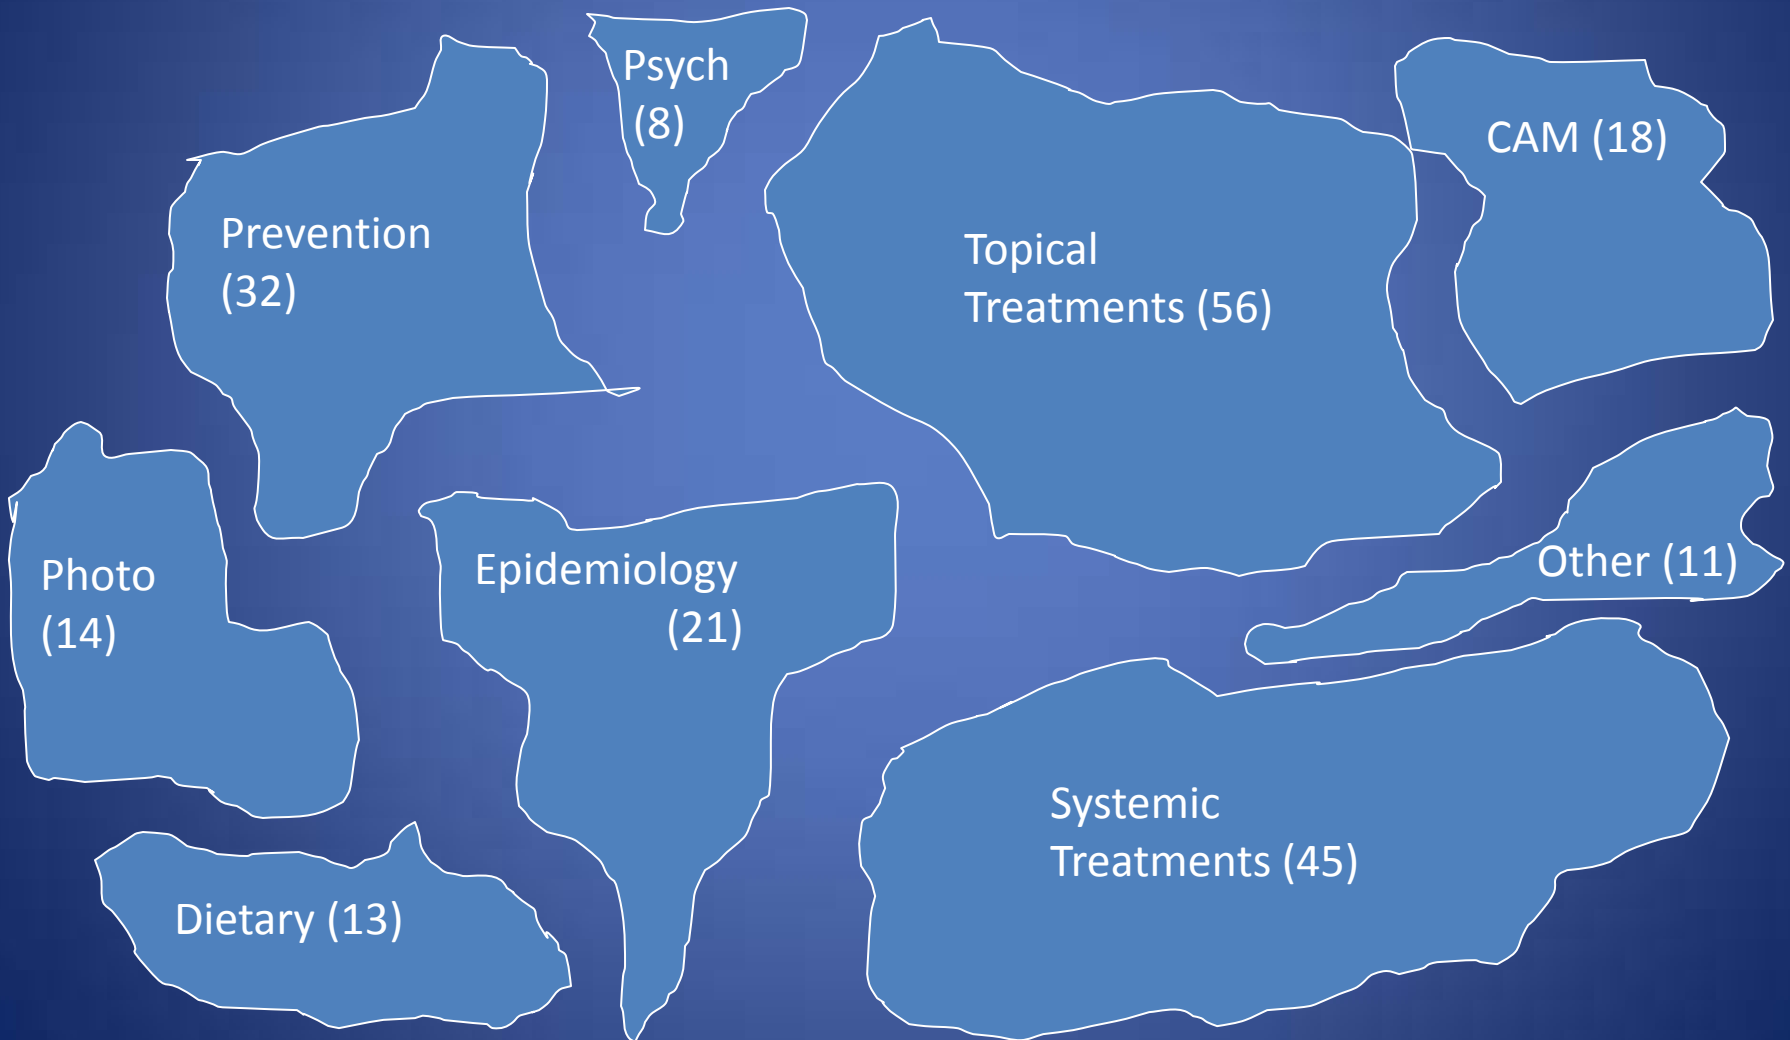 Psych
(8)
Prevention
(32)
Topical
Treatments (56)
CAM (18)
Photo
(14)
Epidemiology
(21)
Other (11)
Systemic
Treatments (45)
Dietary (13)